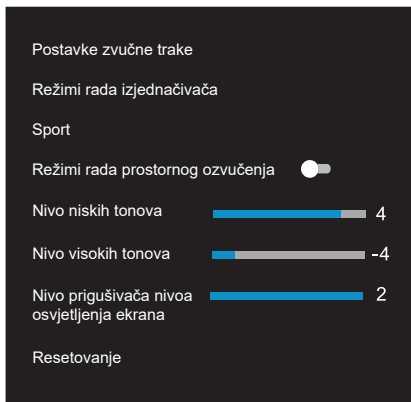 Postavke zvučne trake
Režimi rada izjednačivača
Sport
Režimi rada prostornog ozvučenja
Nivo niskih tonova 4
Nivo visokih tonova -4
Nivo prigušivača nivoa 2
osvjetljenja ekrana
Resetovanje